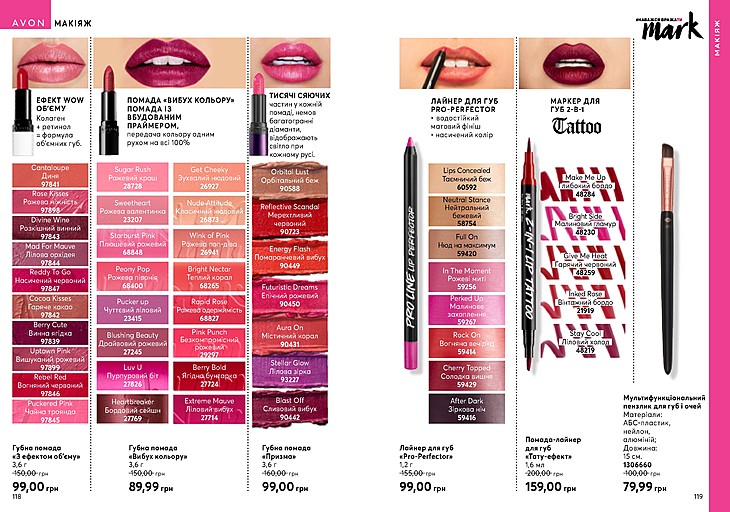 AVON
МАКІЯЖ
ЕФЕКТ WOW
ОБ'ЄМУ
Колаген
+ ретинол
= формула
об'ємних губ.
Cantaloupe
Диня
97841
Rose Kisses
Рожева ніжність
97898
Divine Wine
Розкішний винний
97843
Mad For Mauve
Лілова орхідея
97844
Reddy To Go
Насичений червоний
97847
Cocoa Kisses
Гаряче какао
97842
Berry Cute
Винна ягідка
97839
Uptown Pink
Вишуканий рожевий
97899
Rebel Red
Вогняний червоний
97846
Puckered Pink
Чайна троянда
97845
Губна помада
«З ефектом об'єму»
3,6 г
150,00 грн
99,00 грн
118
ПОМАДА «ВИБУХ КОЛЬОРУ»
ПОМАДА ІЗ
ВБУДОВАНИМ
ПРАЙМЕРОМ,
передача кольору одним
рухом на всі 100%
Sugar Rush
Рожевий краш
28728
Sweetheart
Рожева валентинка
23207
Starburst Pink
Плюшевий рожевий
68848
Peony Pop
Рожева півонія
68400
Pucker up
Чуттєвий ліловий
23415
Blushing Beauty
Драйовий рожевий
27245
Luv U
Пурпуровий біт
27826
Heartbreaker
Бордовий сейшн
27769
Get Cheeky
Зухвалий нюдовий
26927
Nude Attitude
Класичний нюдовий
26873
Wink of Pink
Рожева поп-діва
26941
Bright Nectar
Теплий корал
68265
Rapid Rose
Рожева одержимість
68827
Pink Punch
Безкомпромісний
рожевий
29297
Berry Bold
Ягідна бунтарка
27724
Extreme Mauve
Ліловий вибух
27714
Губна помада
«Вибух кольору»
3,6 г
150,00 грн
89,99 грн
ТИСЯЧІ СЯЮЧИХ
часток у кожній
помаді, немов
багатогранні
діаманти,
відображають
світло при
кожному русі.
Orbital Lust
Орбітальний беж
90588
Reflective Scandal
Мерехтливий
червоний
90723
Energy Flash
Помаранчевий вибух
90449
Futuristic Dreams
Епічний рожевий
90450
Aura On
Містичний корал
90431
Stellar Glow
Лілова зірка
93227
Blast Off
Сливовий вибух
90442
Губна помада
«Призма»
3,6 г
160,00 грн
99,00 грн
#НАВАЖСЯВРАЖАТИ
mark
МАКІЯЖ
ЛАЙНЕР ДЛЯ ГУБ
PRO-PERFECTOR
• водостійкий
матовий фініш
• насичений колір
PRO LINE LIP PERFECTOR
Lips Concealed
Таємничий беж
60592
Neutral Stance
Нейтральний
бежевий
58754
Full On
Нюд на максимум
59420
In The Moment
Рожеві ниті
59256
Perked Up
Малинове
захоплення
59267
Rock On
Вогняна вечірка
59414
Cherry Topped
Солодка вишня
59429
After Dark
Зіркова ніч
59416
Лайнер для губ
«Pro-Perfector»
1,2 г
155,00 грн
99,00 грн
МАРКЕР ДЛЯ
ГУБ 2-В-1
Tattoo
MARK. 2-IN-1 LIP TATTOO
Make Me Up
Глибокий бордо
48284
Bright Side
Малиновий гламур
48230
Give Me Heat
Гарячий червоний
48259
Inked Rose
Вінтажний бордо
21919
Stay Cool
Ліловий холод
48219
Помада-лайнер
для губ
«Тату-ефект»
1,6 мл
200,00 грн
159,00 грн
Мультифункціональний
пензлик для губ і очей
Матеріали:
АБС-пластик,
нейлон,
алюміній;
Довжина:
15 см.
1306660
100,00 грн
79,99 грн
119